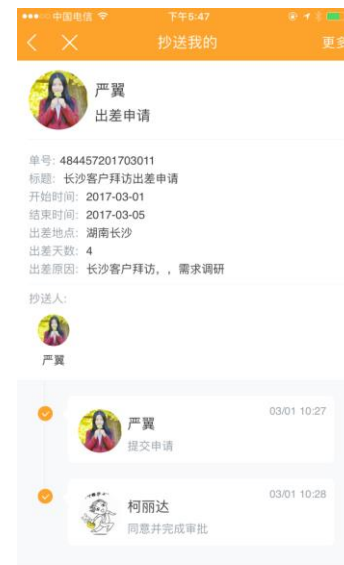 中国电信 下午5:47
抄送我的 更多
严翼
出差申请
单号: 484457201703011
标题: 长沙客户拜访出差申请
开始时间: 2017-03-01
结束时间: 2017-03-05
出差地点: 湖南长沙
出差天数: 4
出差原因: 长沙客户拜访，，需求调研
抄送人:
严翼
严翼 03/01 10:27
提交申请
柯丽达 03/01 10:28
同意并完成审批